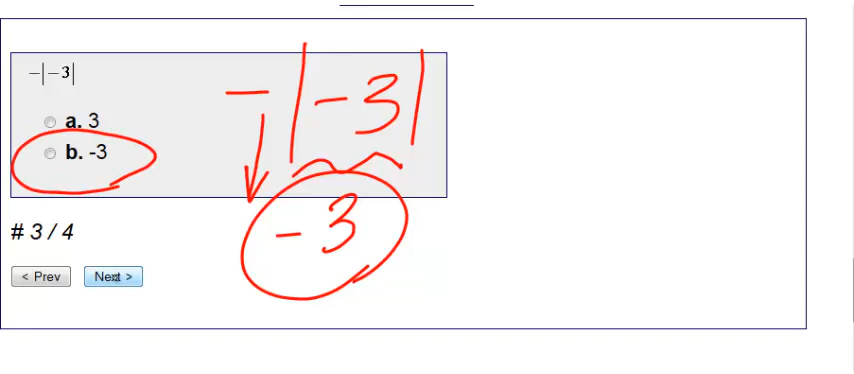 -|-3|
a. 3
b. -3
- |-3|
-3
# 3 / 4
< Prev Next >